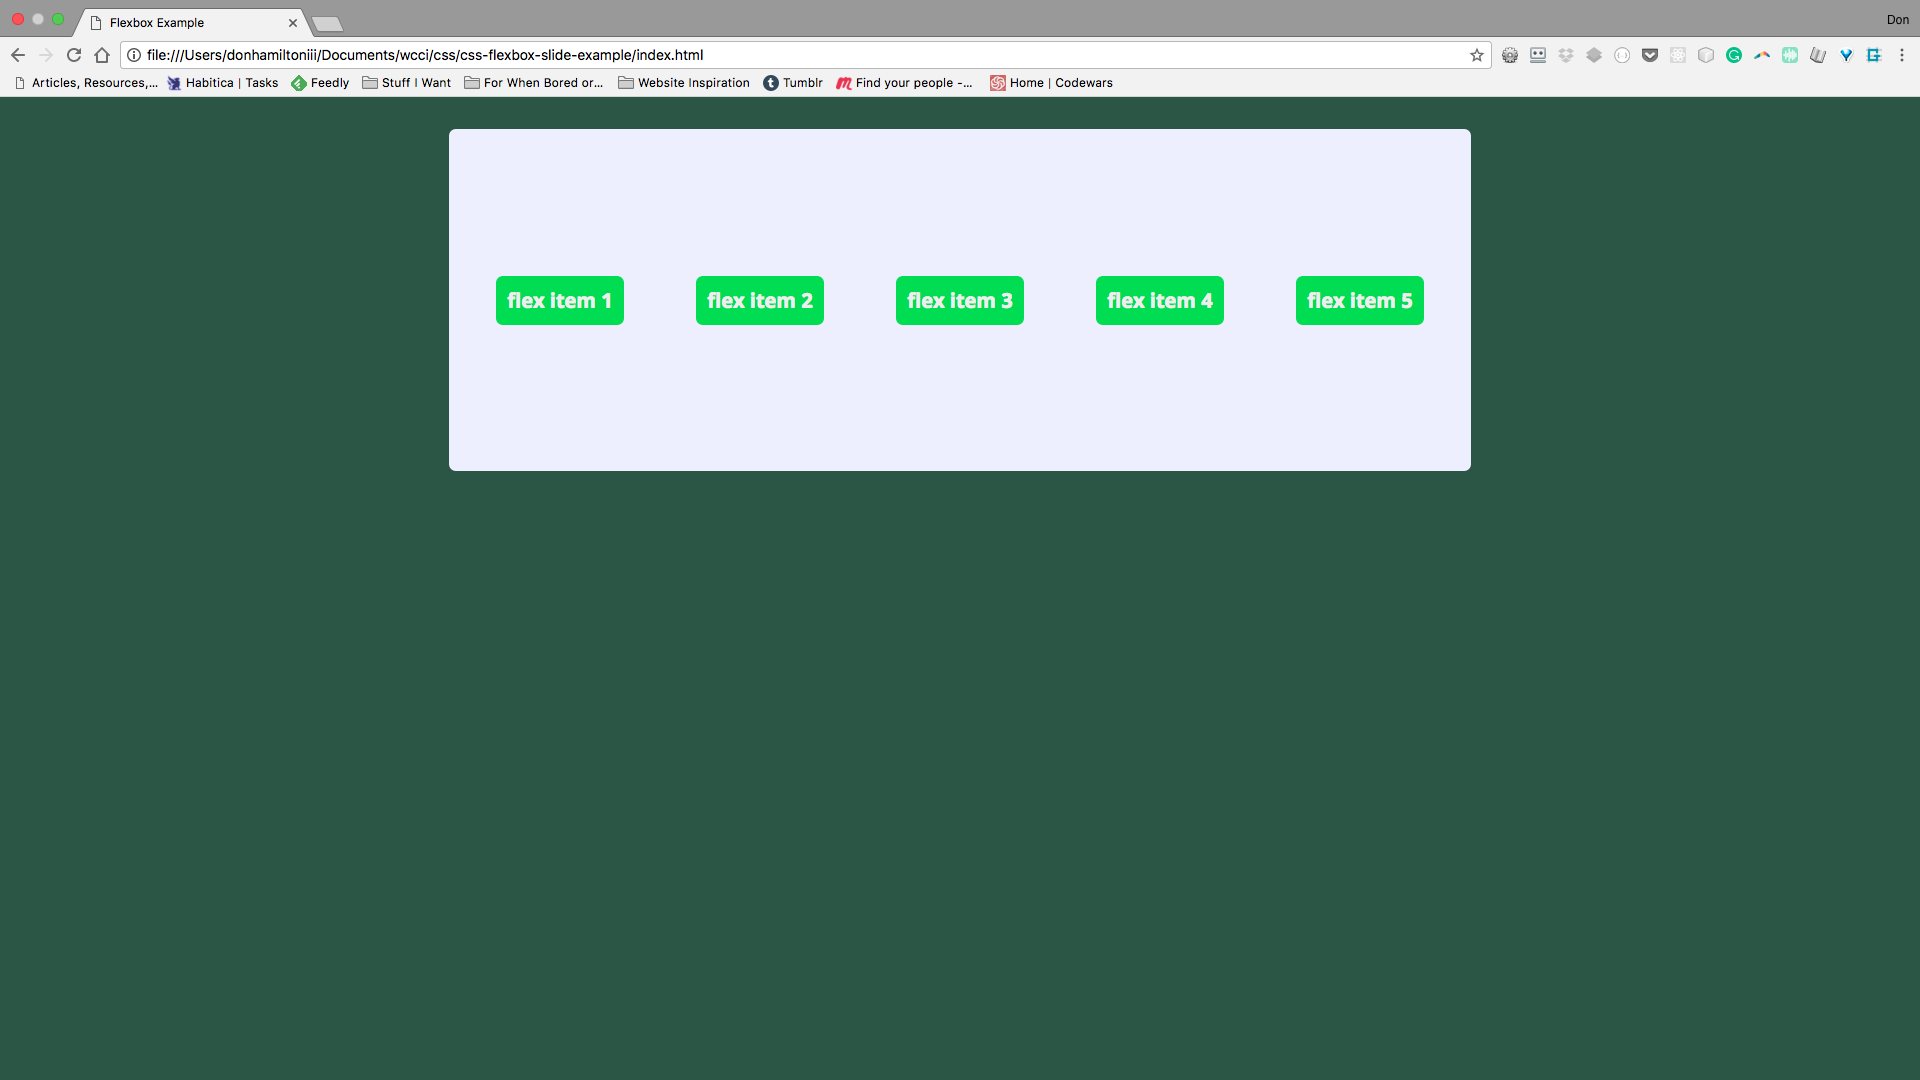 Flexbox Example
Don
file:///Users/donhamiltoniii/Documents/wcci/css/css-flexbox-slide-example/index.html
Articles, Resources,... Habitica | Tasks Feedly Stuff I Want For When Bored or... Website Inspiration Tumblr Find your people -... Home | Codewars
flex item 1 flex item 2 flex item 3 flex item 4 flex item 5